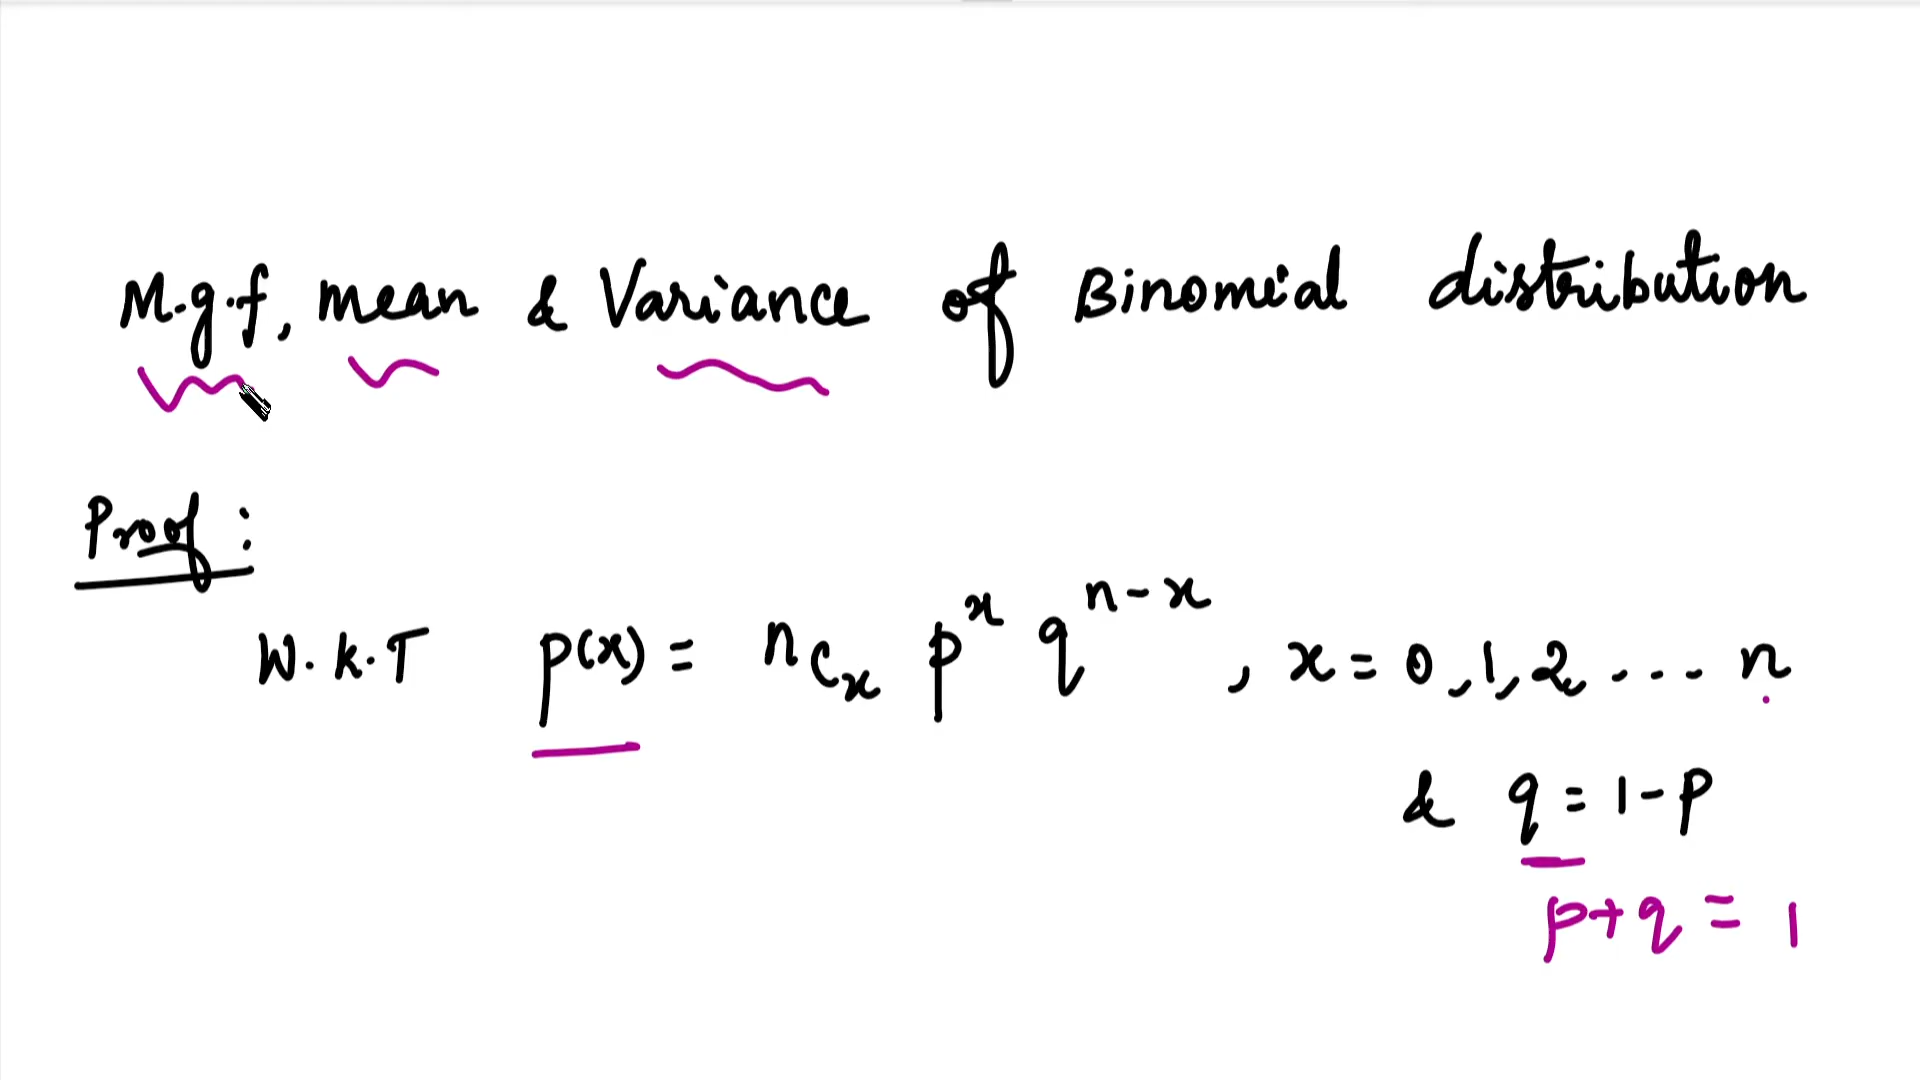 M.g.f, mean & Variance of Binomial distribution
Proof :
W.K.T p(x) = nCx p^x q^n-x , x = 0,1,2, ... n
& q = 1-p
p+q = 1